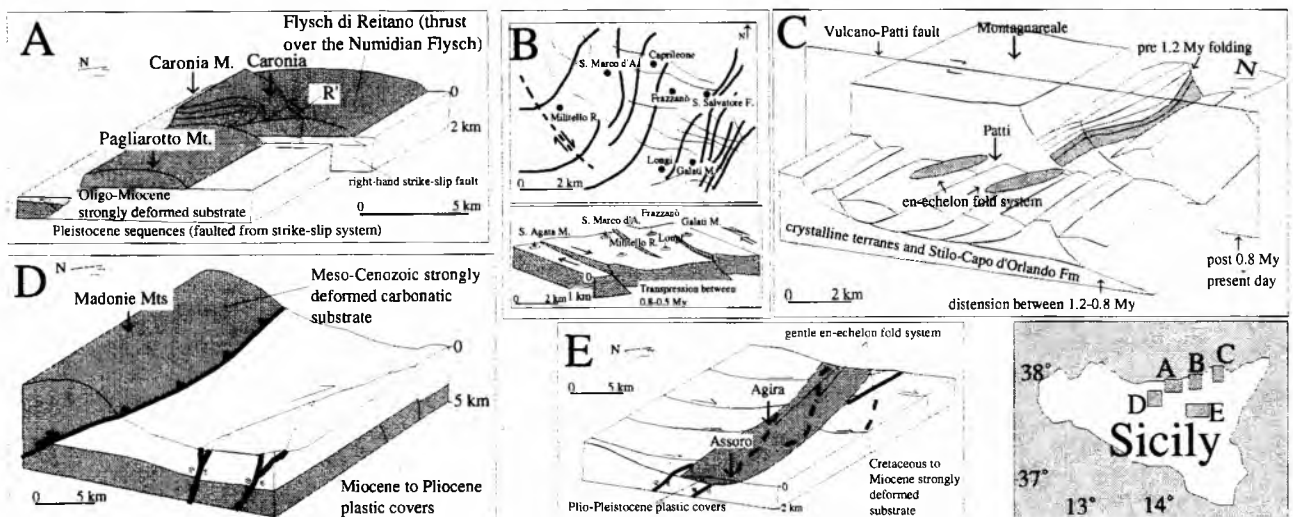 A
Flysch di Reitano (thrust
over the Numidian Flysch)
Caronia
Caronia M.
N
R'
0
2 km
Pagliarotto Mt.
right-hand strike-slip fault
Oligo-Miocene
strongly deformed substrate
0 5 km
Pleistocene sequences (faulted from strike-slip system)
B
N
Caprileone
S. Marco d'A.
Frazzanò
S. Salvatore F.
Militello R.
Longi
Galati M.
0 2 km
Frazzanò
S. Marco d'A.
Galati M.
S. Agata M.
Militello R.
Longi
0
1 km
0 2 km
Transpression between
0.8-0.5 My
C
Vulcano-Patti fault
Montagnareale
pre 1.2 My folding
N
Patti
en-echelon fold system
crystalline terranes and Stilo-Capo d'Orlando Fm
post 0.8 My
present day
0 2 km
distension between 1.2-0.8 My
D
N
Madonie Mts
Meso-Cenozoic strongly
deformed carbonatic
substrate
0
5 km
0 5 km
Miocene to Pliocene
plastic covers
E
N
gentle en-echelon fold system
0 5 km
Agira
Assoro
0
2 km
Plio-Pleistocene plastic covers
Cretaceous to
Miocene strongly
deformed
substrate
38°
A B C
D E
Sicily
37°
13° 14°